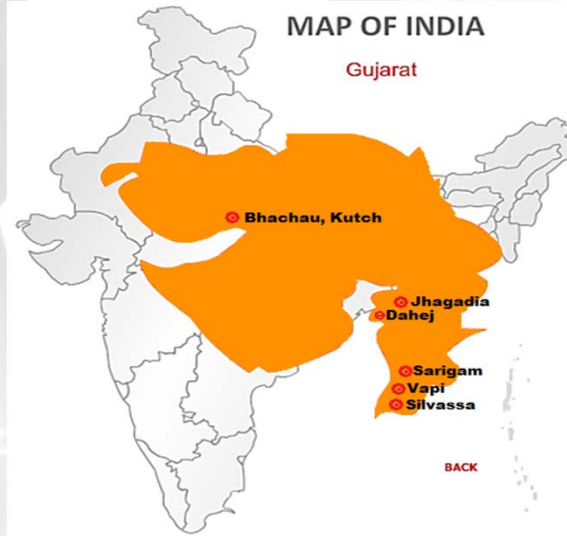 MAP OF INDIA
Gujarat
Bhachau, Kutch
Jhagadia
Dahej
Sarigam
Vapi
Silvassa
BACK